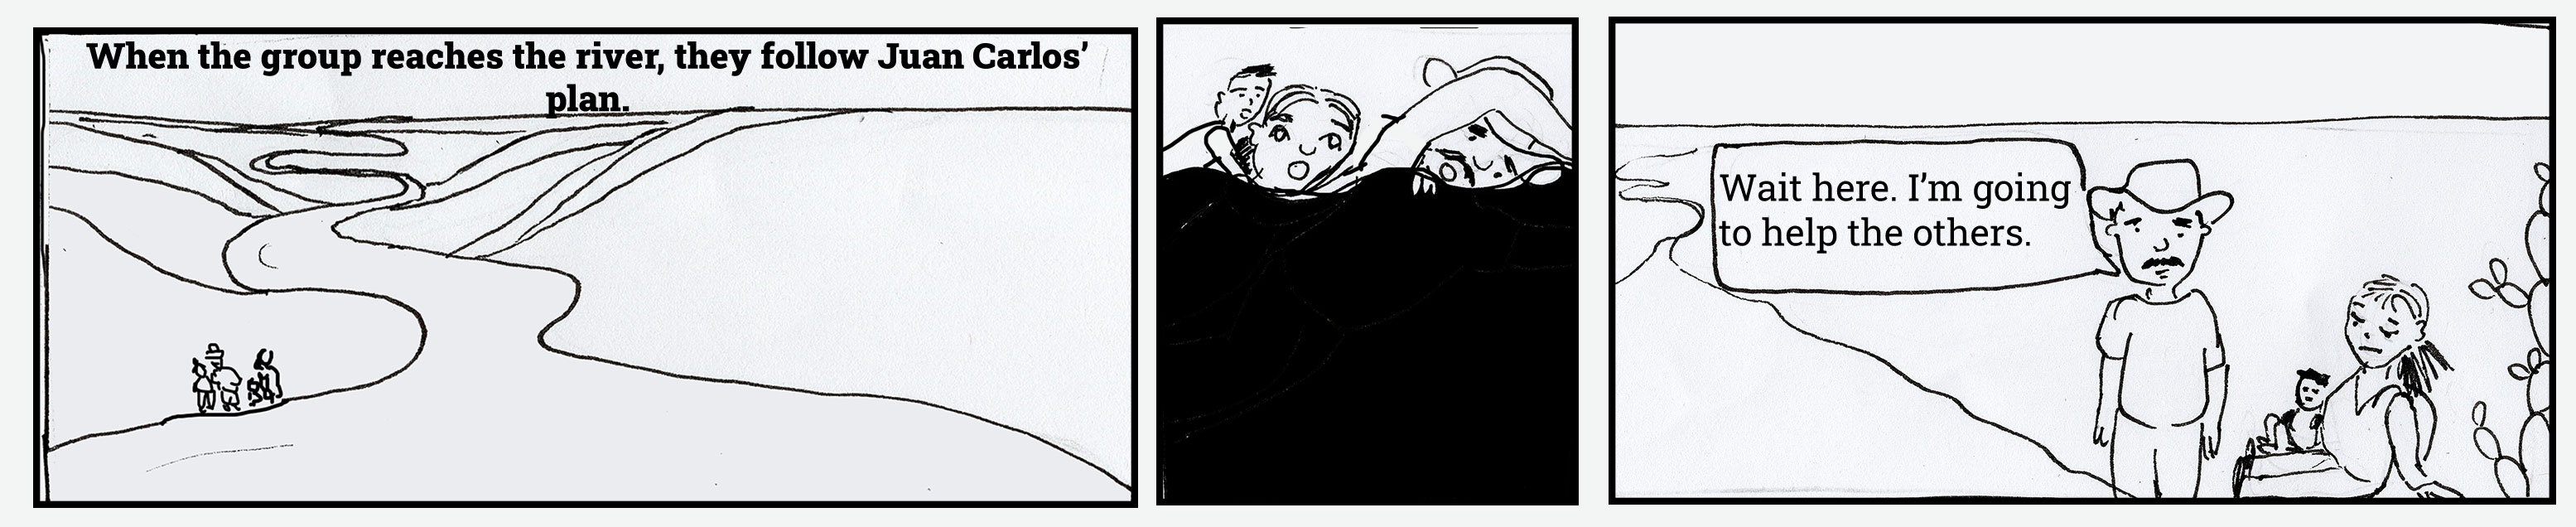 When the group reaches the river, they follow Juan Carlos’
plan.
Wait here. I’m going
to help the others.